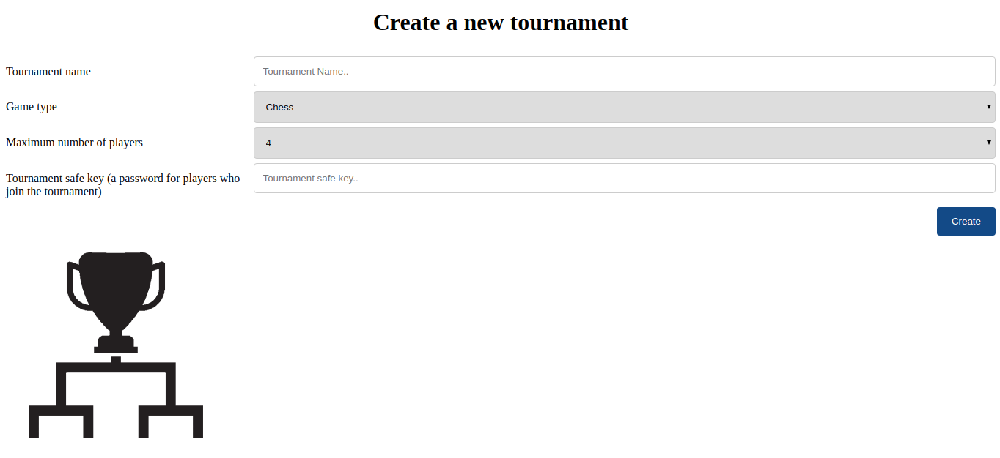 Create a new tournament
Tournament name
Tournament Name..
Game type
Chess
Maximum number of players
4
Tournament safe key (a password for players who
join the tournament)
Tournament safe key..
Create